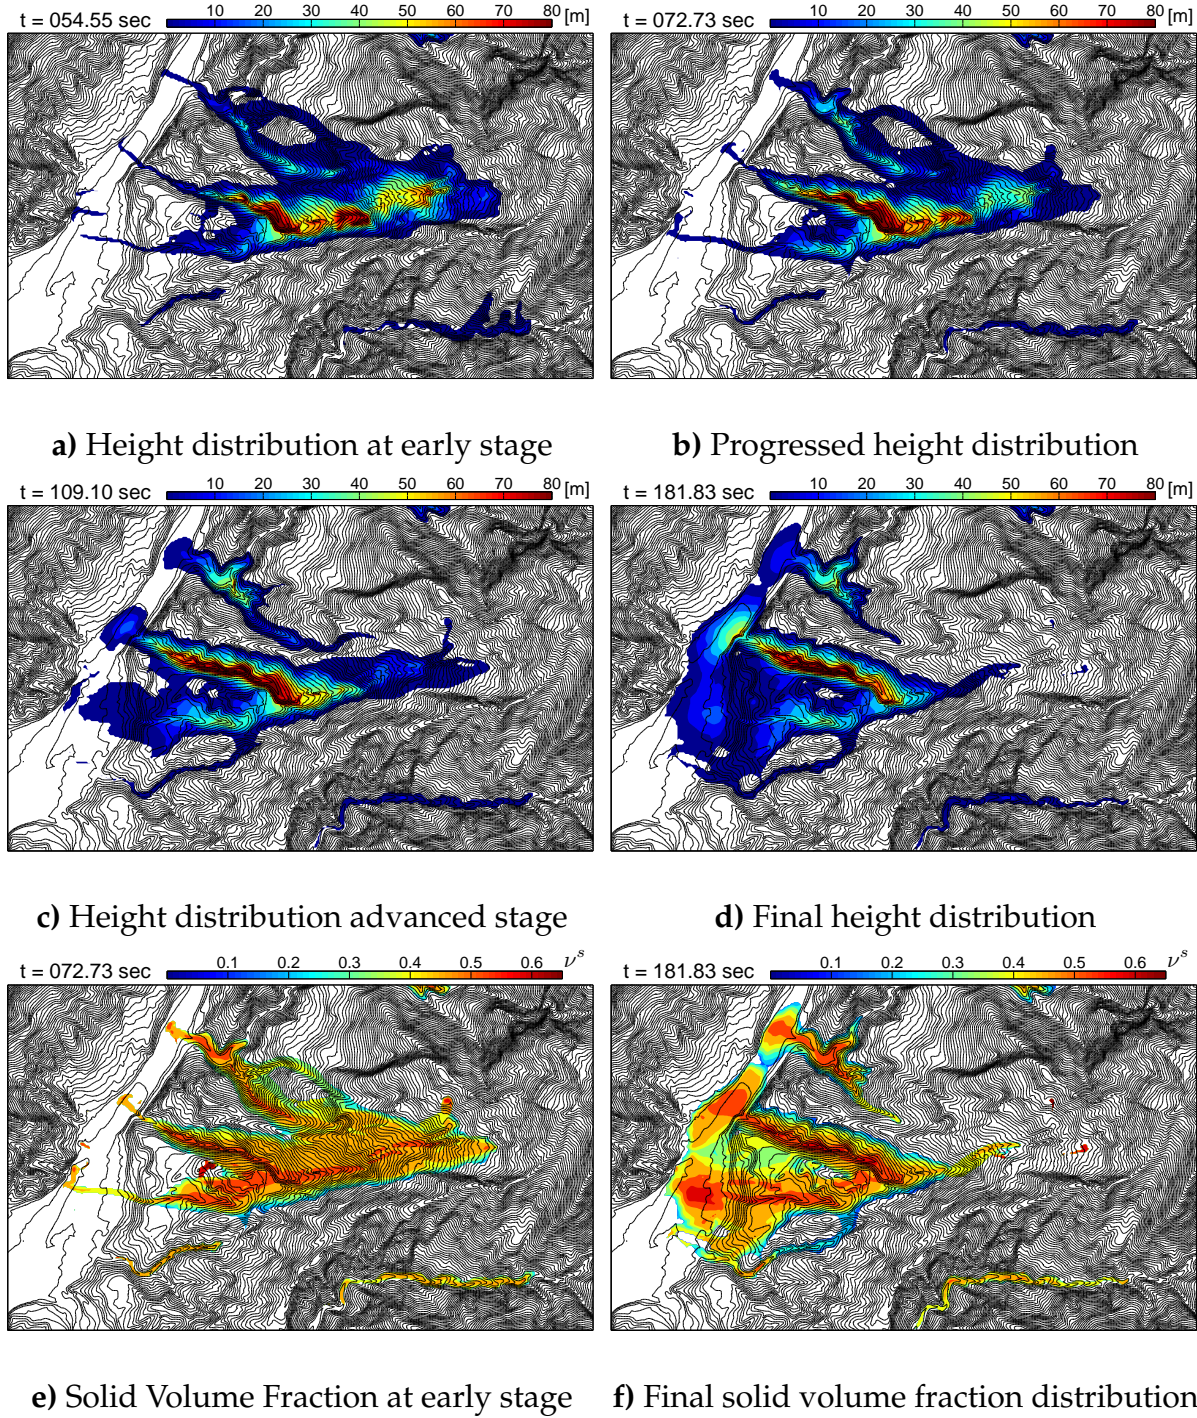 t = 054.55 sec 10 20 30 40 50 60 70 80 [m]
t = 072.73 sec 10 20 30 40 50 60 70 80 [m]
a) Height distribution at early stage
b) Progressed height distribution
t = 109.10 sec 10 20 30 40 50 60 70 80 [m]
t = 181.83 sec 10 20 30 40 50 60 70 80 [m]
c) Height distribution advanced stage
d) Final height distribution
t = 072.73 sec 0.1 0.2 0.3 0.4 0.5 0.6 νˢ
t = 181.83 sec 0.1 0.2 0.3 0.4 0.5 0.6 νˢ
e) Solid Volume Fraction at early stage
f) Final solid volume fraction distribution